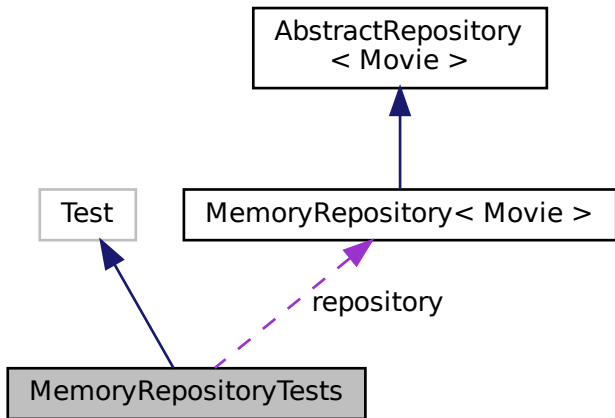 AbstractRepository
< Movie >
Test
MemoryRepository< Movie >
repository
MemoryRepositoryTests